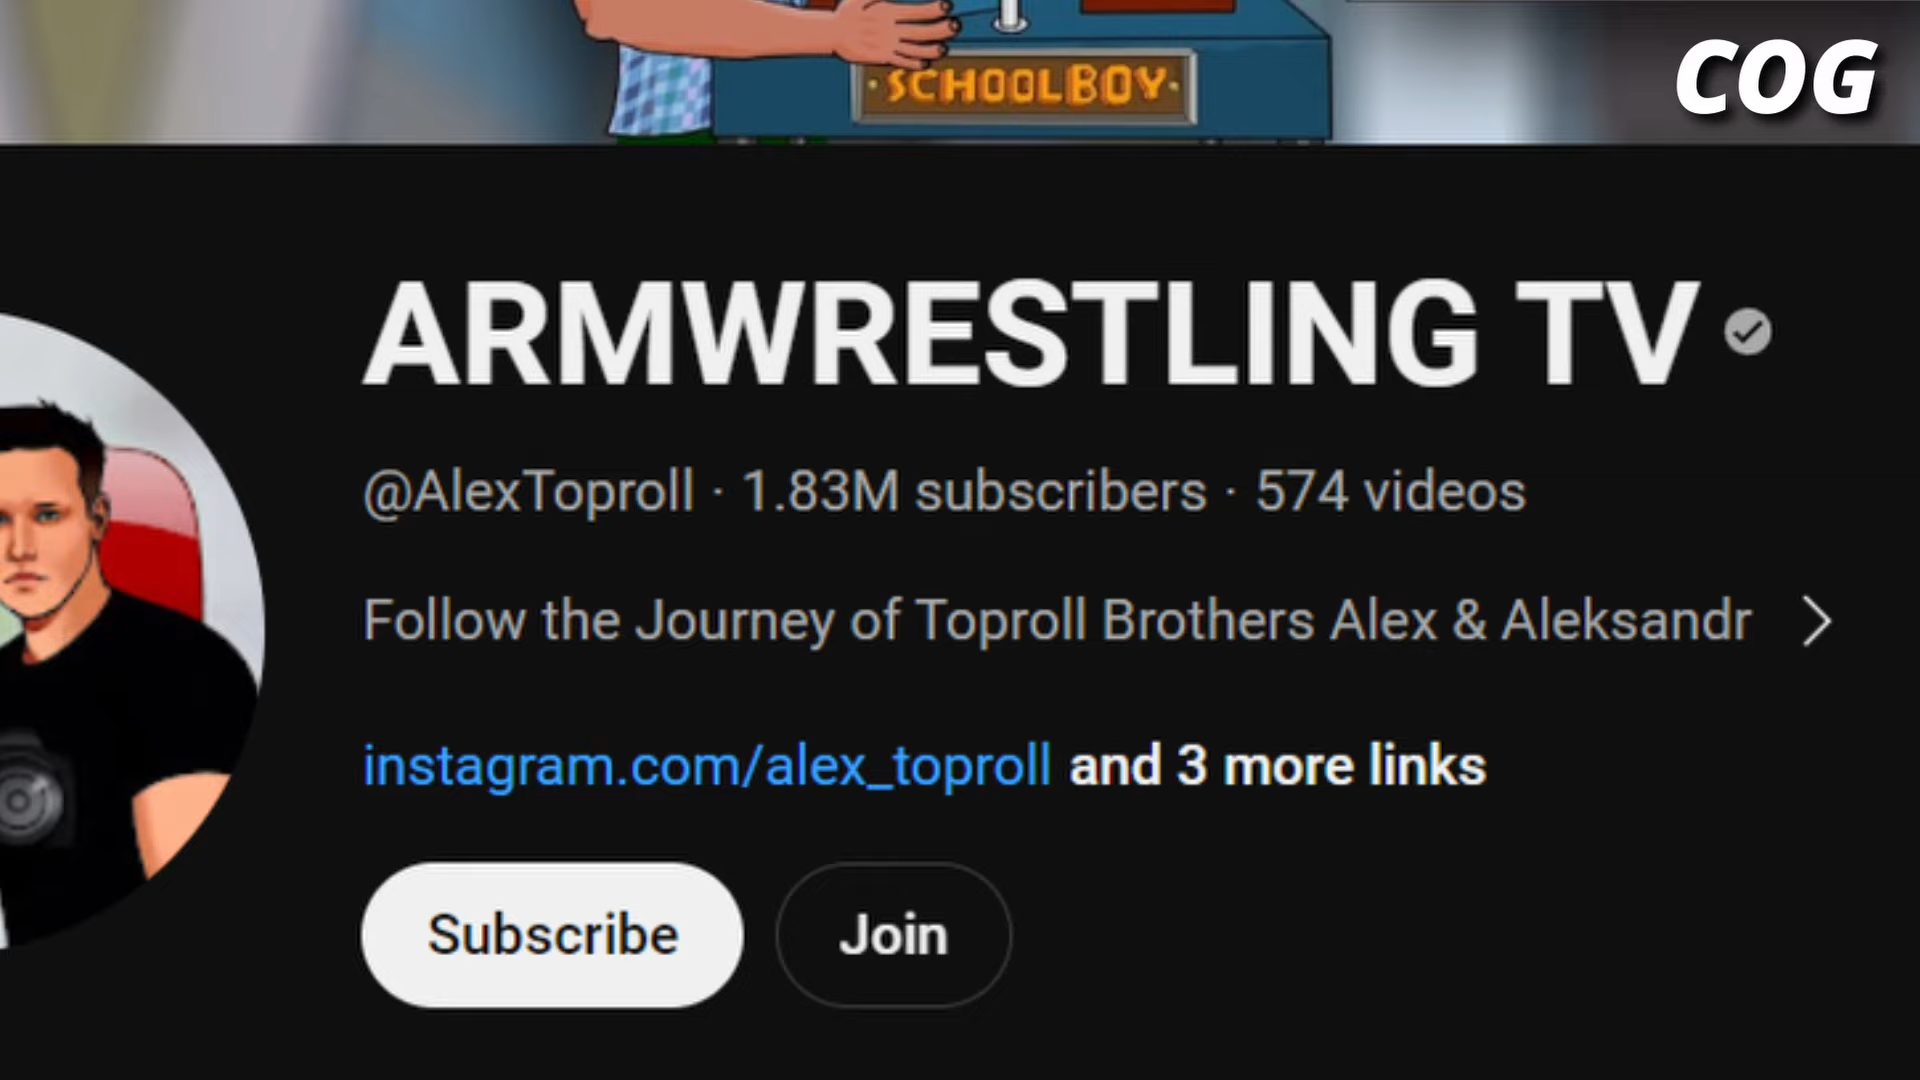 COG
·SCHOOLBOY·
ARMWRESTLING TV
@AlexToproll · 1.83M subscribers · 574 videos
Follow the Journey of Toproll Brothers Alex & Aleksandr
instagram.com/alex_toproll and 3 more links
Subscribe
Join